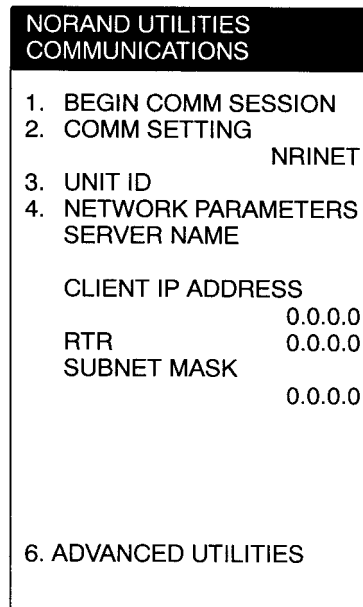 NORAND UTILITIES
COMMUNICATIONS
1. BEGIN COMM SESSION
2. COMM SETTING
NRINET
3. UNIT ID
4. NETWORK PARAMETERS
SERVER NAME
CLIENT IP ADDRESS
0.0.0.0
RTR 0.0.0.0
SUBNET MASK
0.0.0.0
6. ADVANCED UTILITIES